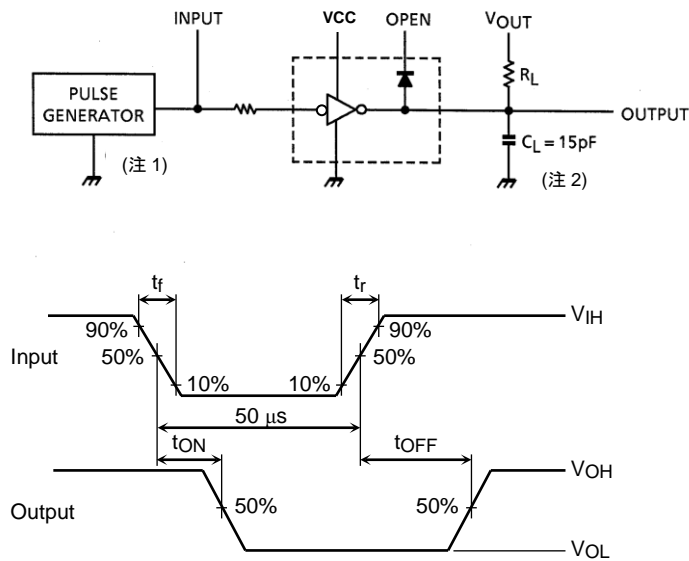 INPUT
VCC
OPEN
VOUT
PULSE
GENERATOR
RL
OUTPUT
CL = 15pF
(注 1)
(注 2)
tf
tr
VIH
90%
90%
Input
50%
50%
10%
10%
50 μs
tON
tOFF
VOH
Output
50%
50%
VOL